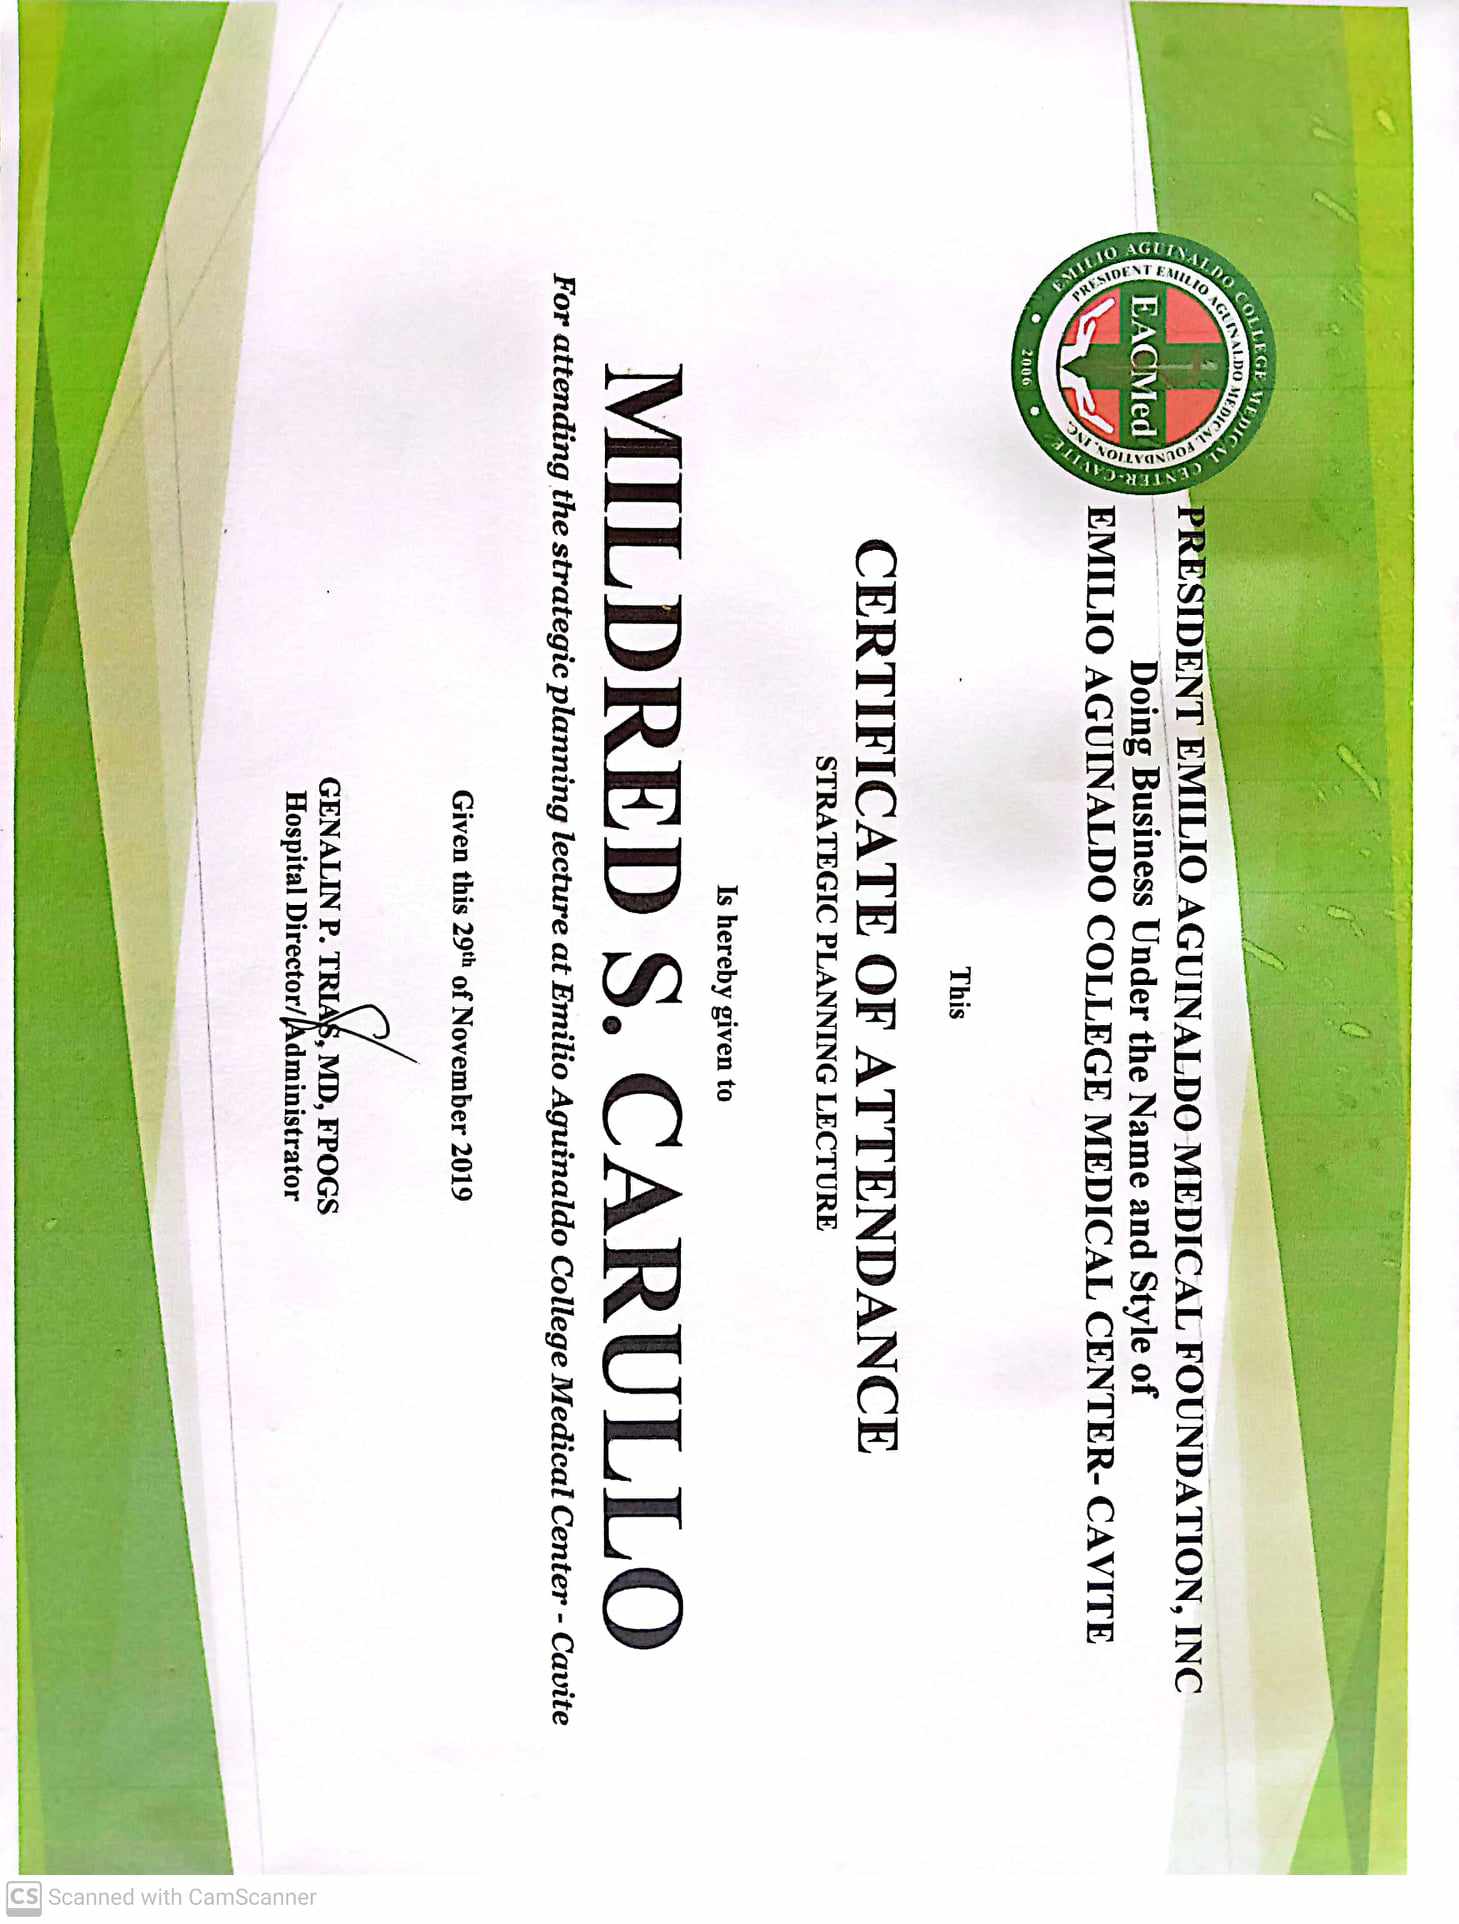 EMILIO AGUINALDO COLLEGE MEDICAL CENTER-CAVITE
PRESIDENT EMILIO AGUINALDO MEDICAL FOUNDATION, INC.
EACMed
2006
PRESIDENT EMILIO AGUINALDO MEDICAL FOUNDATION, INC
Doing Business Under the Name and Style of
EMILIO AGUINALDO COLLEGE MEDICAL CENTER- CAVITE
This
CERTIFICATE OF ATTENDANCE
STRATEGIC PLANNING LECTURE
Is hereby given to
MILDRED S. CARULLO
For attending the strategic planning lecture at Emilio Aguinaldo College Medical Center - Cavite
Given this 29th of November 2019
GENALIN P. TRIAS, MD, FPOGS
Hospital Director/ Administrator
CS Scanned with CamScanner